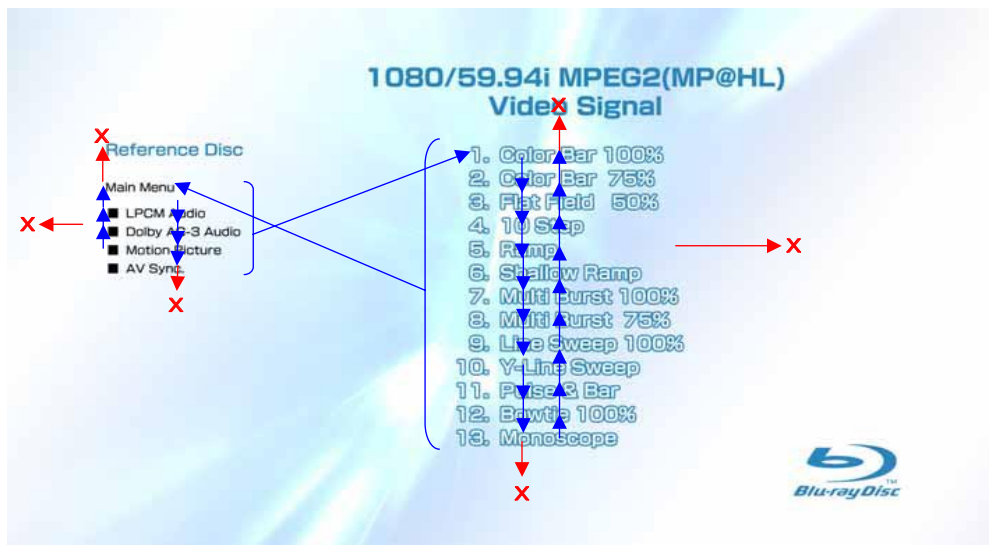 1080/59.94i MPEG2(MP@HL)
Video Signal
X
X
Reference Disc
Main Menu
■ LPCM Audio
■ Dolby AC-3 Audio
■ Motion Picture
■ AV Sync.
X
X
1. Color Bar 100%
2. Color Bar 75%
3. Flat Field 50%
4. 10 Step
5. Ramp
6. Shallow Ramp
7. Multi Burst 100%
8. Multi Burst 75%
9. Line Sweep 100%
10. Y-Line Sweep
11. Pulse & Bar
12. Bowtie 100%
13. Monoscope
X
X
Blu-ray Disc™